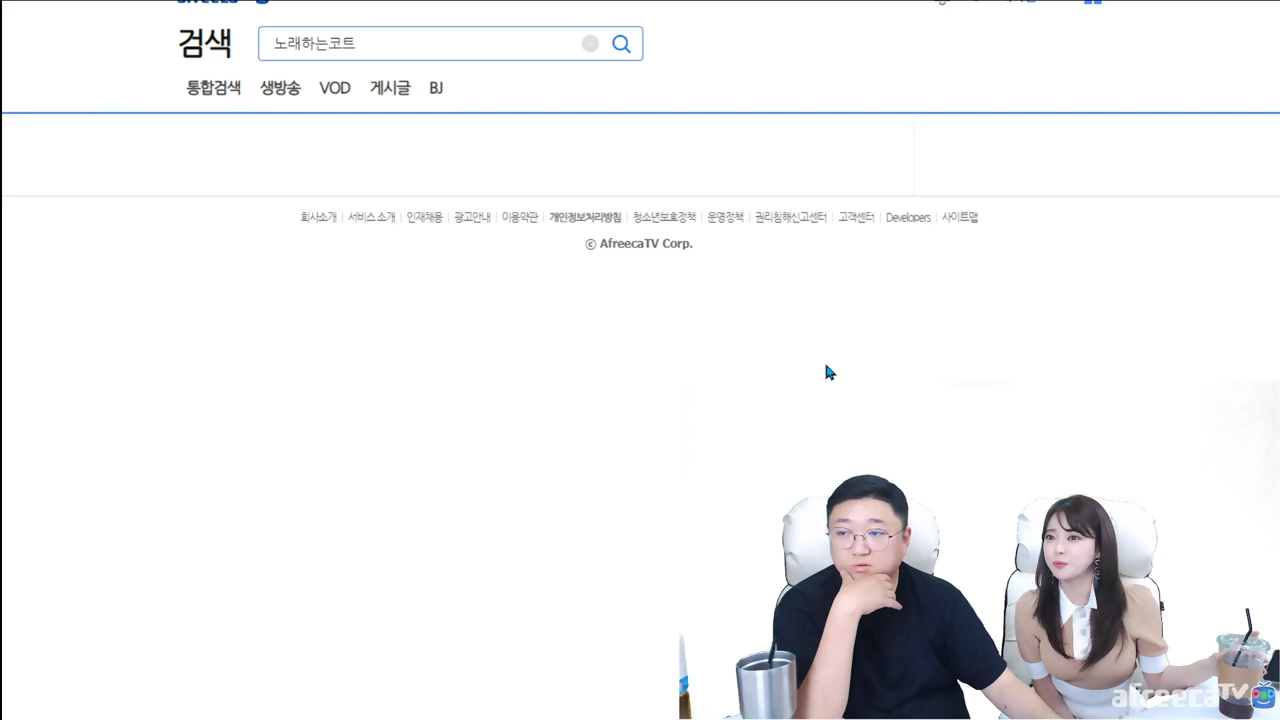 검색
노래하는코트
통합검색 생방송 VOD 게시글 BJ
회사소개 서비스 소개 인재채용 광고안내 이용약관 개인정보처리방침 청소년보호정책 운영정책 권리침해신고센터 고객센터 Developers 사이트맵
© AfreecaTV Corp.
afreecaTV